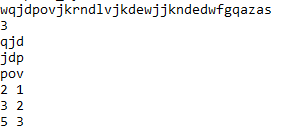 wqjdpovjkrndlvjkdewjjkndedwfgqazas
3
qjd
jdp
pov
2 1
3 2
5 3